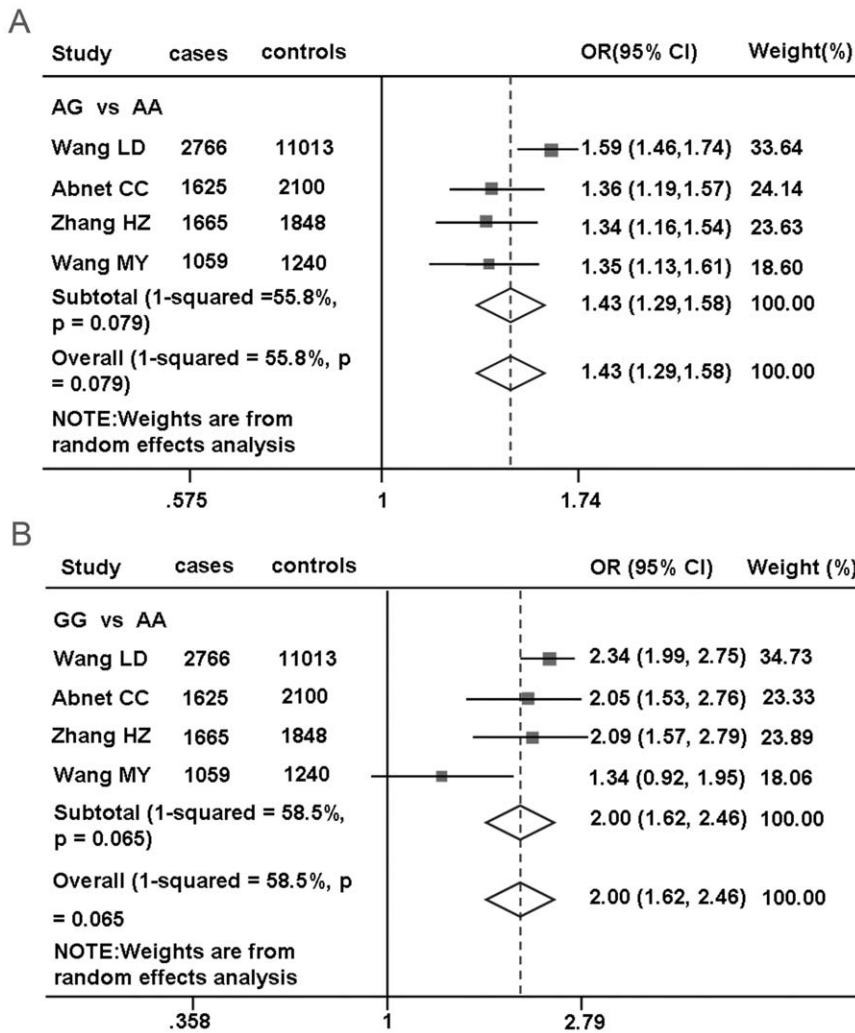 A
Study cases controls OR(95% CI) Weight(%)
AG vs AA
Wang LD 2766 11013 1.59 (1.46,1.74) 33.64
Abnet CC 1625 2100 1.36 (1.19,1.57) 24.14
Zhang HZ 1665 1848 1.34 (1.16,1.54) 23.63
Wang MY 1059 1240 1.35 (1.13,1.61) 18.60
Subtotal (1-squared =55.8%, 1.43 (1.29,1.58) 100.00
p = 0.079)
Overall (1-squared = 55.8%, p 1.43 (1.29,1.58) 100.00
= 0.079)
NOTE:Weights are from
random effects analysis
.575 1 1.74
B
Study cases controls OR (95% CI) Weight (%)
GG vs AA
Wang LD 2766 11013 2.34 (1.99, 2.75) 34.73
Abnet CC 1625 2100 2.05 (1.53, 2.76) 23.33
Zhang HZ 1665 1848 2.09 (1.57, 2.79) 23.89
Wang MY 1059 1240 1.34 (0.92, 1.95) 18.06
Subtotal (1-squared = 58.5%, 2.00 (1.62, 2.46) 100.00
p = 0.065)
Overall (1-squared = 58.5%, p 2.00 (1.62, 2.46) 100.00
= 0.065
NOTE:Weights are from
random effects analysis
.358 1 2.79